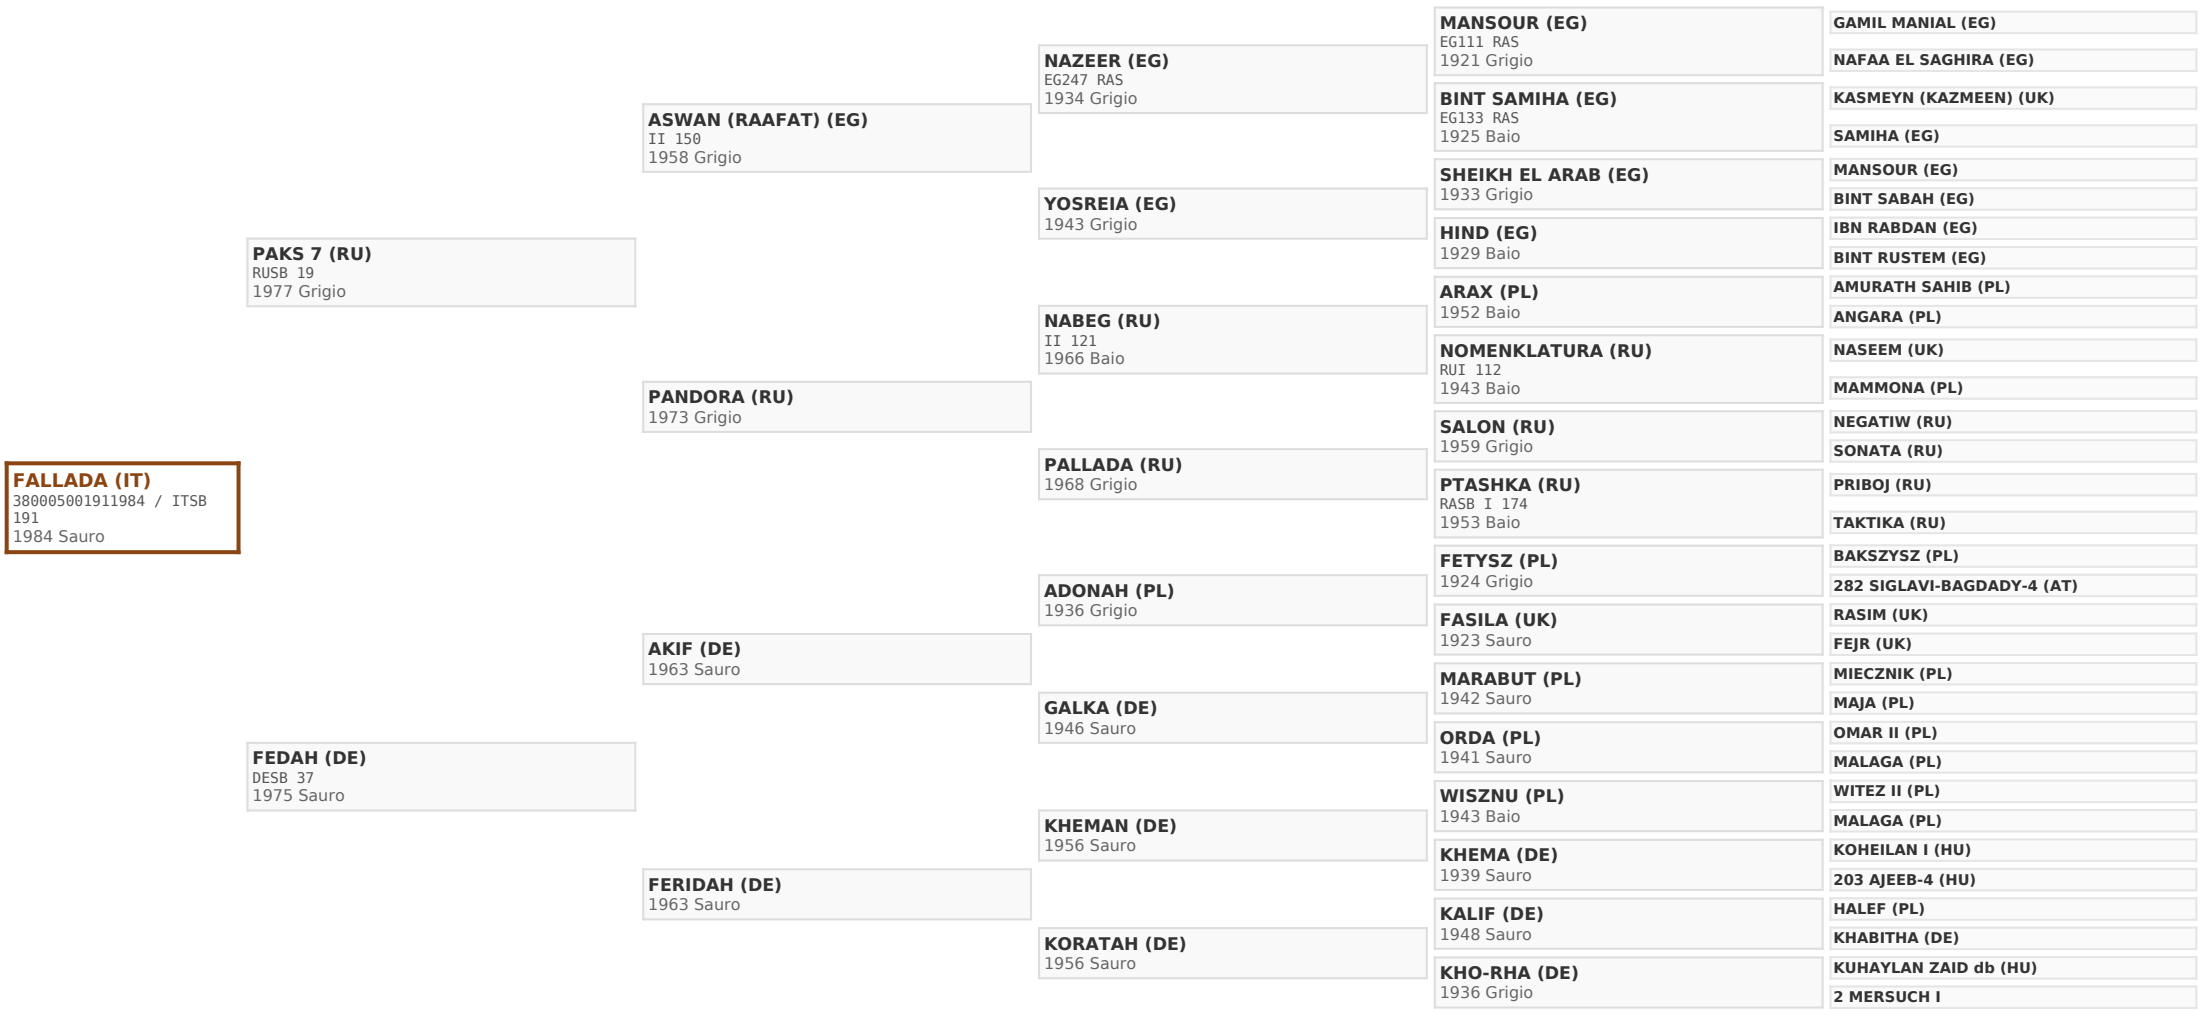 FALLADA (IT)
380005001911984 / ITSB
191
1984 Sauro
PAKS 7 (RU)
RUSB 19
1977 Grigio
FEDAH (DE)
DESB 37
1975 Sauro
ASWAN (RAAFAT) (EG)
II 150
1958 Grigio
PANDORA (RU)
1973 Grigio
AKIF (DE)
1963 Sauro
FERIDAH (DE)
1963 Sauro
NAZEER (EG)
EG247 RAS
1934 Grigio
YOSREIA (EG)
1943 Grigio
NABEG (RU)
II 121
1966 Baio
PALLADA (RU)
1968 Grigio
ADONAH (PL)
1936 Grigio
GALKA (DE)
1946 Sauro
KHEMAN (DE)
1956 Sauro
KORATAH (DE)
1956 Sauro
MANSOUR (EG)
EG111 RAS
1921 Grigio
BINT SAMIHA (EG)
EG133 RAS
1925 Baio
SHEIKH EL ARAB (EG)
1933 Grigio
HIND (EG)
1929 Baio
ARAX (PL)
1952 Baio
NOMENKLATURA (RU)
RUI 112
1943 Baio
SALON (RU)
1959 Grigio
PTASHKA (RU)
RASB I 174
1953 Baio
FETYSZ (PL)
1924 Grigio
FASILA (UK)
1923 Sauro
MARABUT (PL)
1942 Sauro
ORDA (PL)
1941 Sauro
WISZNU (PL)
1943 Baio
KHEMA (DE)
1939 Sauro
KALIF (DE)
1948 Sauro
KHO-RHA (DE)
1936 Grigio
GAMIL MANIAL (EG)
NAFAA EL SAGHIRA (EG)
KASMEYN (KAZMEEN) (UK)
SAMIHA (EG)
MANSOUR (EG)
BINT SABAH (EG)
IBN RABDAN (EG)
BINT RUSTEM (EG)
AMURATH SAHIB (PL)
ANGARA (PL)
NASEEM (UK)
MAMMONA (PL)
NEGATIW (RU)
SONATA (RU)
PRIBOJ (RU)
TAKTIKA (RU)
BAKSZYSZ (PL)
282 SIGLAVI-BAGDADY-4 (AT)
RASIM (UK)
FEJR (UK)
MIECZNIK (PL)
MAJA (PL)
OMAR II (PL)
MALAGA (PL)
WITEZ II (PL)
MALAGA (PL)
KOHEILAN I (HU)
203 AJEEB-4 (HU)
HALEF (PL)
KHABITHA (DE)
KUHAYLAN ZAID db (HU)
2 MERSUCH I